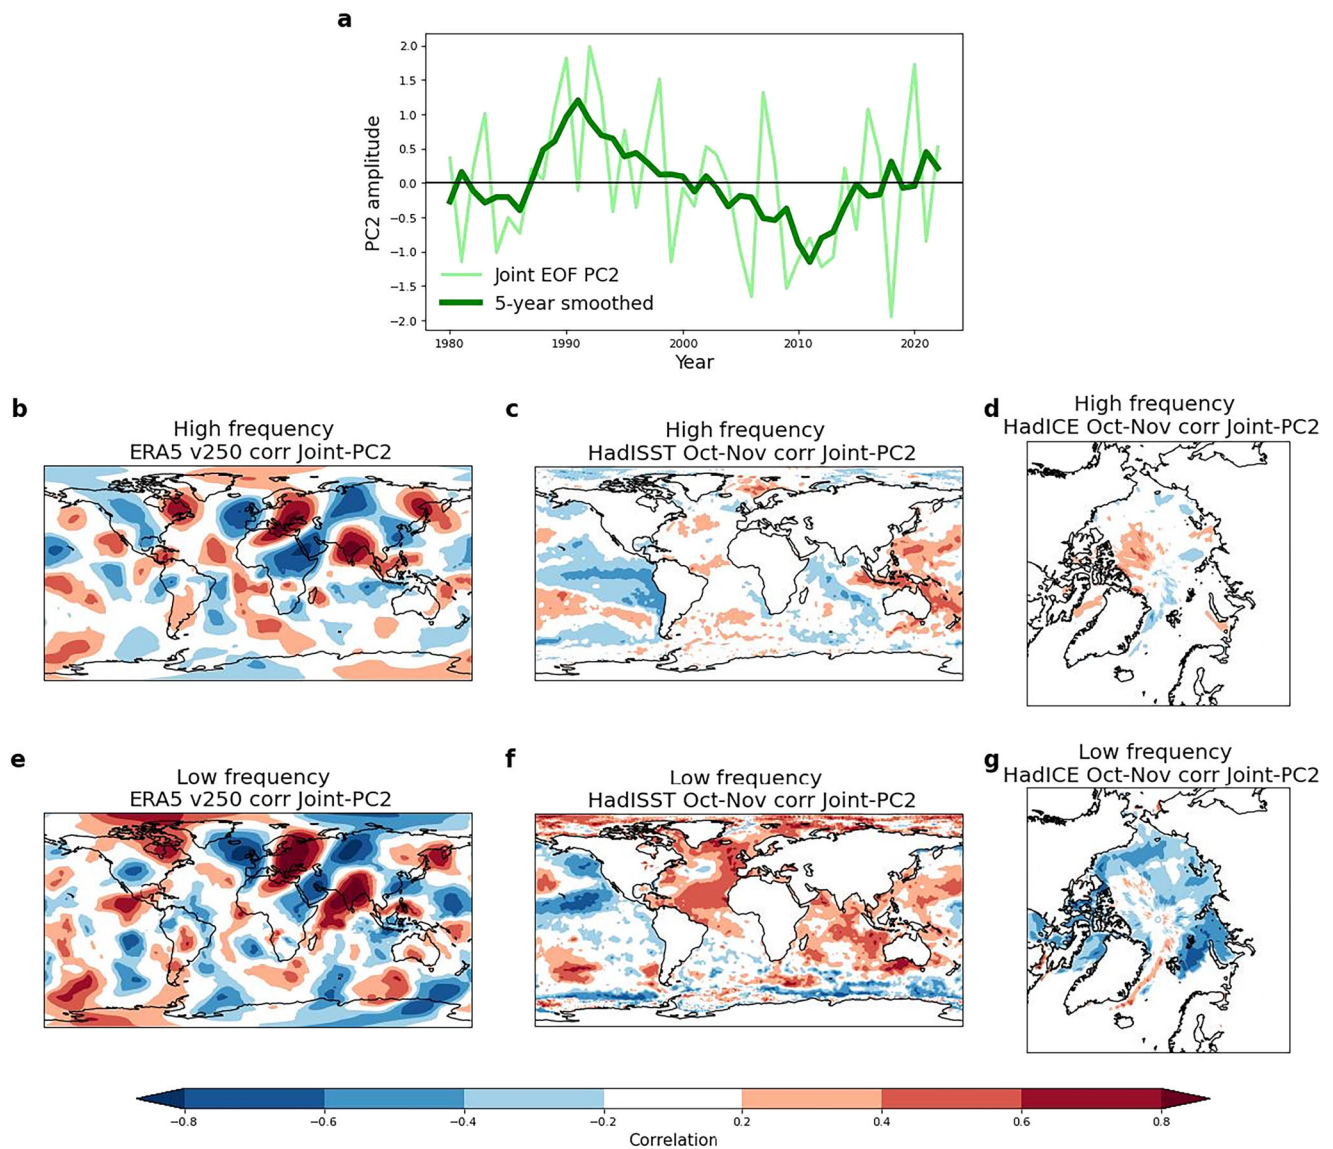 a
2.0
1.5
1.0
0.5
0.0
−0.5
−1.0
−1.5
−2.0
PC2 amplitude
Joint EOF PC2
5-year smoothed
1980
1990
2000
2010
2020
Year
b
High frequency
ERA5 v250 corr Joint-PC2
c
High frequency
HadISST Oct-Nov corr Joint-PC2
d
High frequency
HadICE Oct-Nov corr Joint-PC2
e
Low frequency
ERA5 v250 corr Joint-PC2
f
Low frequency
HadISST Oct-Nov corr Joint-PC2
g
Low frequency
HadICE Oct-Nov corr Joint-PC2
−0.8
−0.6
−0.4
−0.2
0.2
0.4
0.6
0.8
Correlation